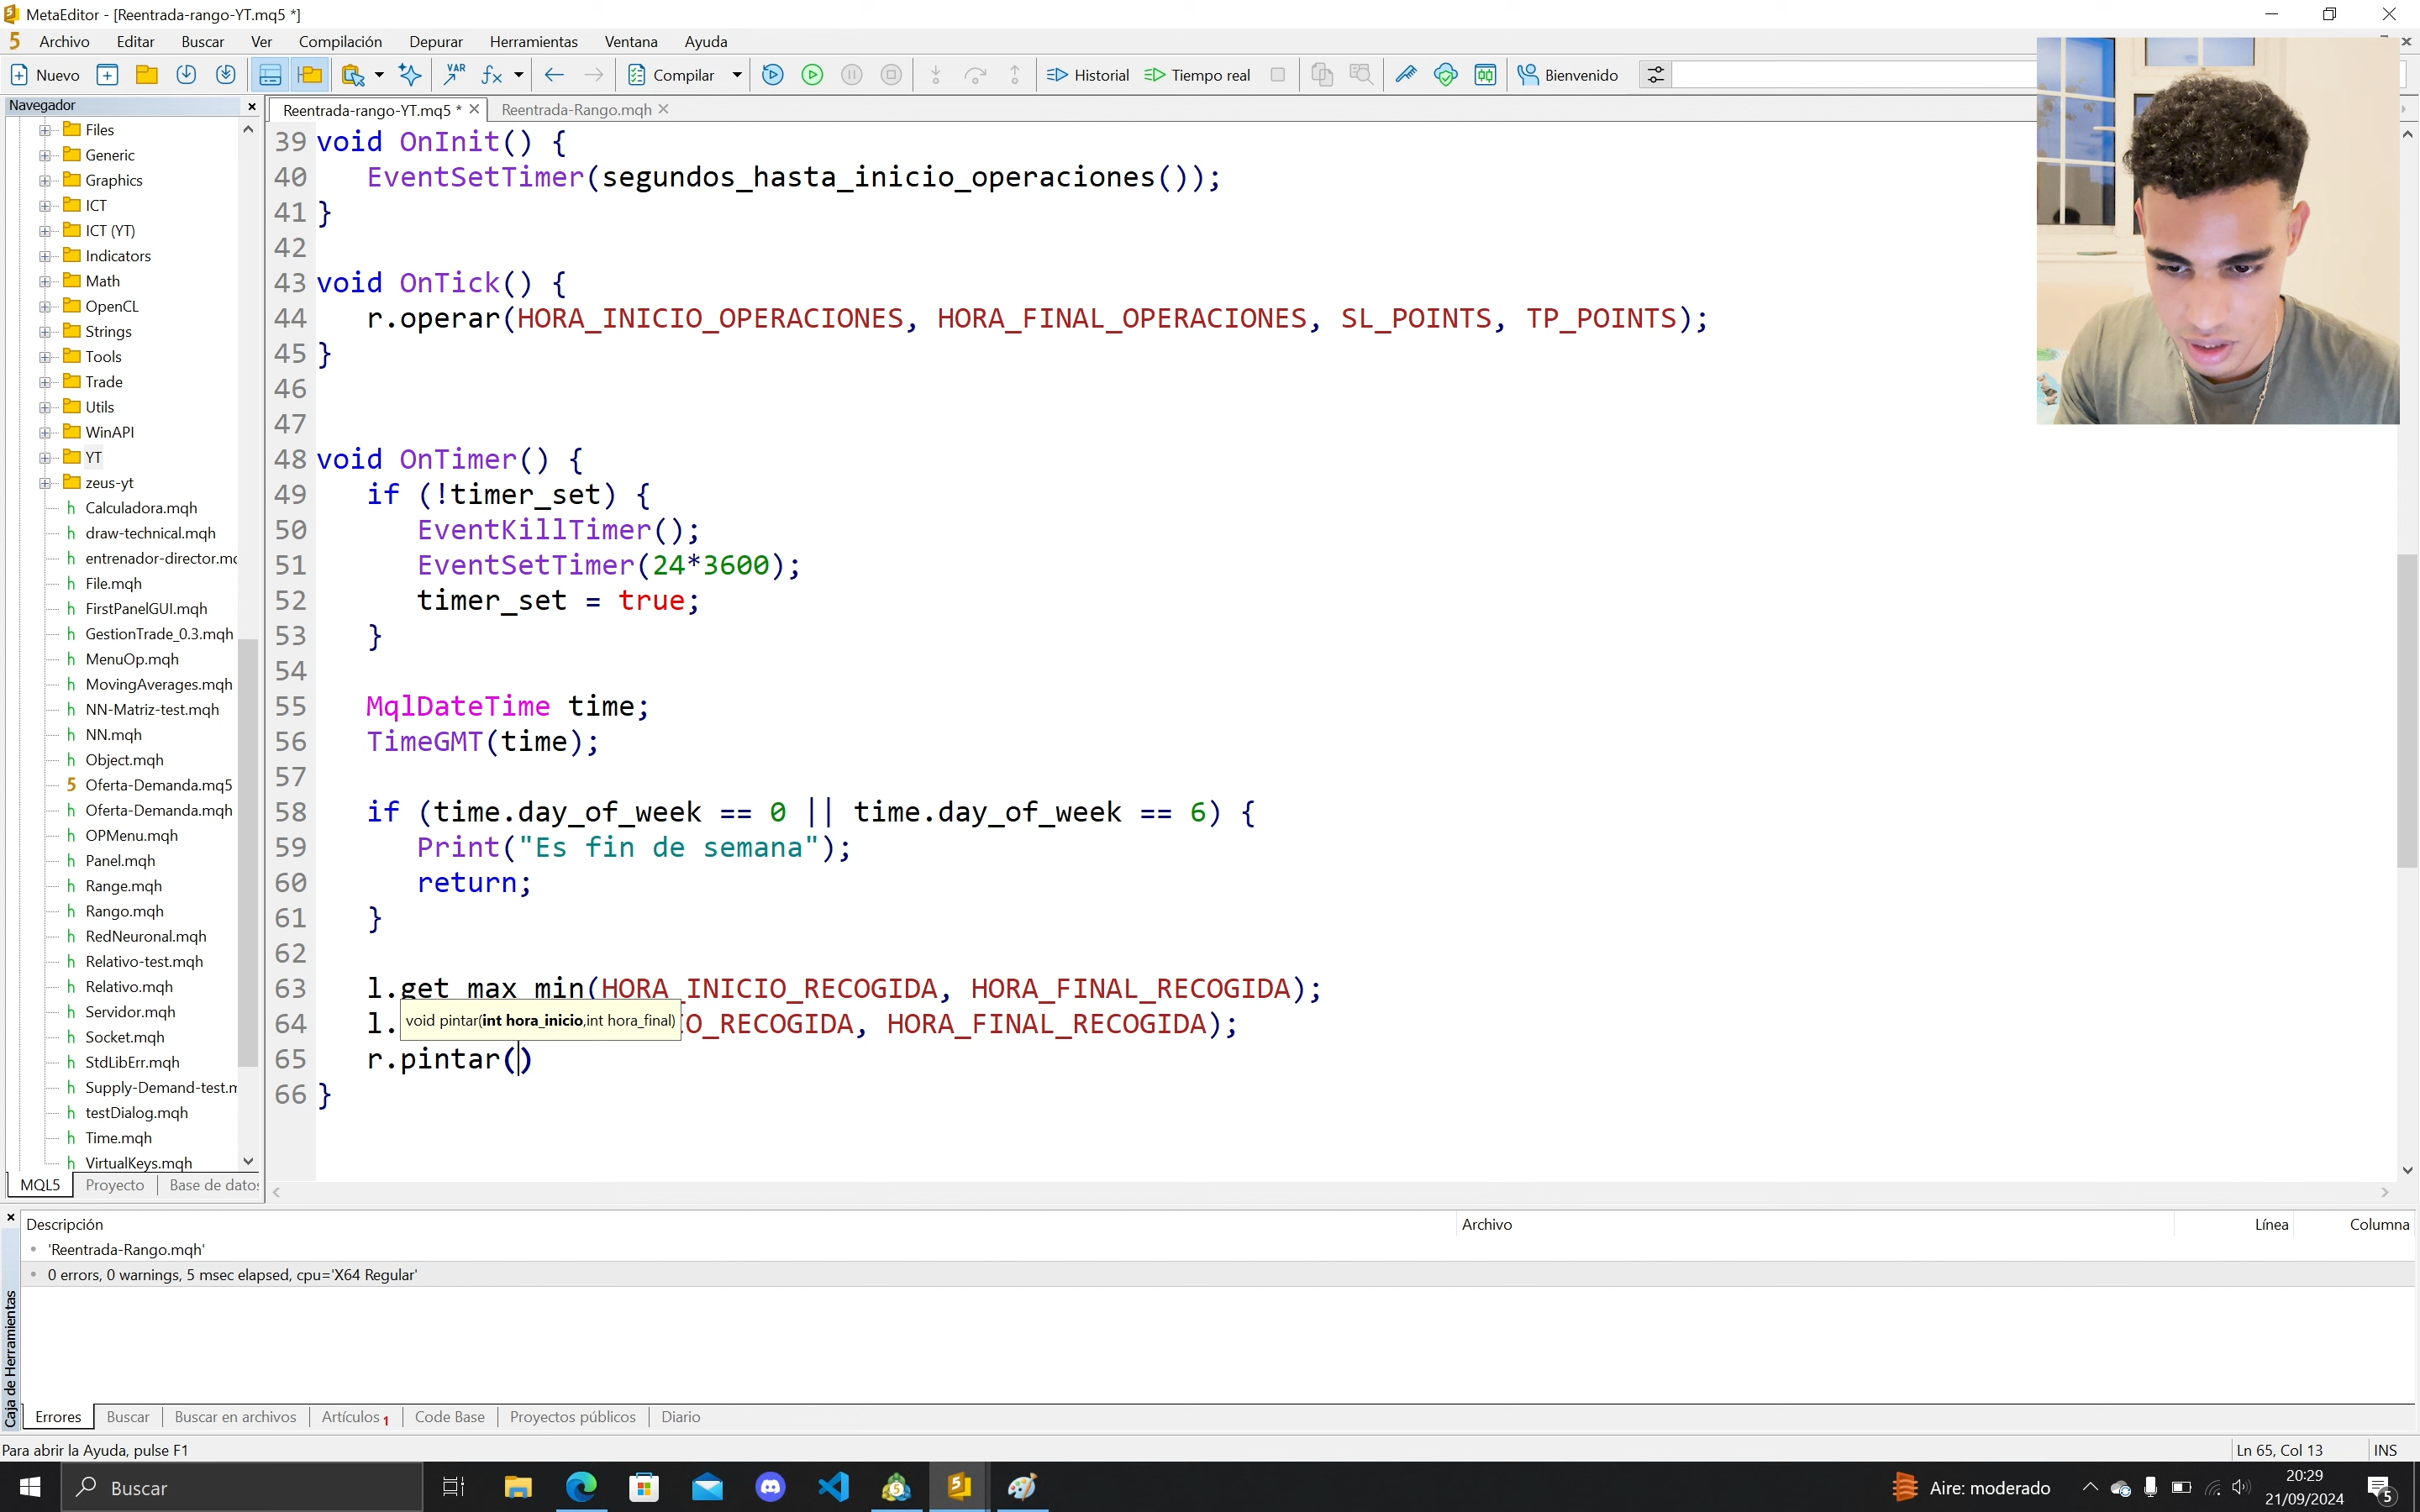 MetaEditor - [Reentrada-rango-YT.mq5 *]
Archivo Editar Buscar Ver Compilación Depurar Herramientas Ventana Ayuda
Nuevo Compilar Historial Tiempo real Bienvenido
Navegador
Reentrada-rango-YT.mq5 * Reentrada-Rango.mqh
Files
Generic
Graphics
ICT
ICT (YT)
Indicators
Math
OpenCL
Strings
Tools
Trade
Utils
WinAPI
YT
zeus-yt
Calculadora.mqh
draw-technical.mqh
entrenador-director.mq
File.mqh
FirstPanelGUI.mqh
GestionTrade_0.3.mqh
MenuOp.mqh
MovingAverages.mqh
NN-Matriz-test.mqh
NN.mqh
Object.mqh
Oferta-Demanda.mq5
Oferta-Demanda.mqh
OPMenu.mqh
Panel.mqh
Range.mqh
Rango.mqh
RedNeuronal.mqh
Relativo-test.mqh
Relativo.mqh
Servidor.mqh
Socket.mqh
StdLibErr.mqh
Supply-Demand-test.m
testDialog.mqh
Time.mqh
VirtualKeys.mqh
MQL5 Proyecto Base de datos
39 void OnInit() {
40 EventSetTimer(segundos_hasta_inicio_operaciones());
41 }
42
43 void OnTick() {
44 r.operar(HORA_INICIO_OPERACIONES, HORA_FINAL_OPERACIONES, SL_POINTS, TP_POINTS);
45 }
46
47
48 void OnTimer() {
49 if (!timer_set) {
50 EventKillTimer();
51 EventSetTimer(24*3600);
52 timer_set = true;
53 }
54
55 MqlDateTime time;
56 TimeGMT(time);
57
58 if (time.day_of_week == 0 || time.day_of_week == 6) {
59 Print("Es fin de semana");
60 return;
61 }
62
63 l.get_max_min(HORA_INICIO_RECOGIDA, HORA_FINAL_RECOGIDA);
void pintar(int hora_inicio,int hora_final)
64 l. O_RECOGIDA, HORA_FINAL_RECOGIDA);
65 r.pintar()
66 }
Caja de Herramientas
Descripción Archivo Línea Columna
'Reentrada-Rango.mqh'
0 errors, 0 warnings, 5 msec elapsed, cpu='X64 Regular'
Errores Buscar Buscar en archivos Artículos 1 Code Base Proyectos públicos Diario
Para abrir la Ayuda, pulse F1 Ln 65, Col 13 INS
Buscar Aire: moderado 20:29
21/09/2024 5